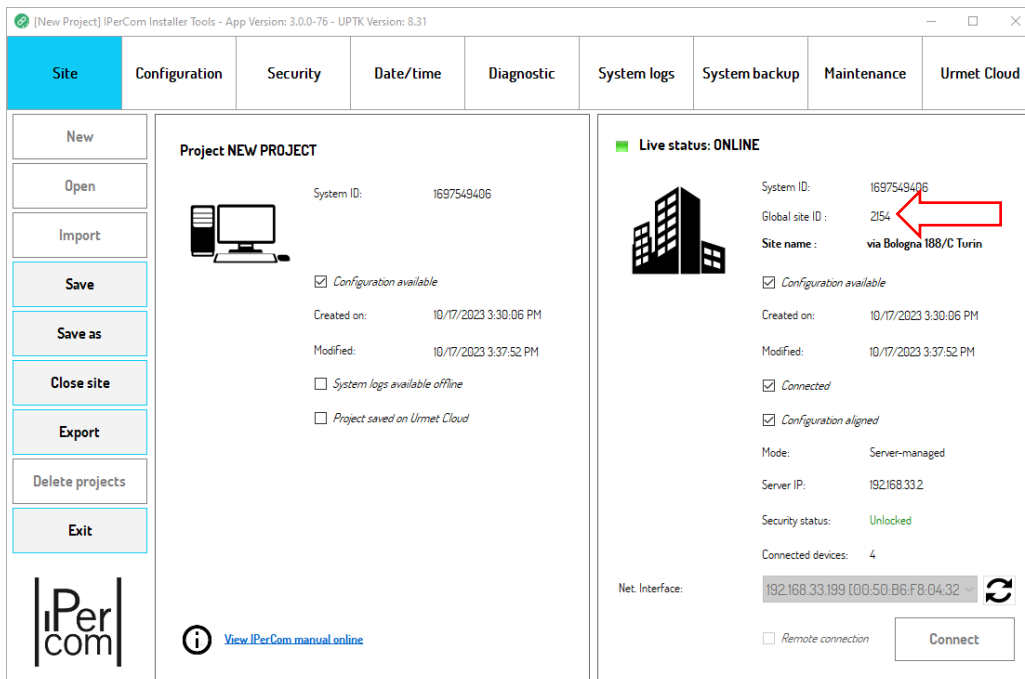 [New Project] IPerCom Installer Tools - App Version: 3.0.0-76 - UPTK Version: 8.31
Site
Configuration
Security
Date/time
Diagnostic
System logs
System backup
Maintenance
Urmet Cloud
New
Open
Import
Save
Save as
Close site
Export
Delete projects
Exit
IPer
com
Project NEW PROJECT
System ID: 1697549406
Configuration available
Created on: 10/17/2023 3:30:06 PM
Modified: 10/17/2023 3:37:52 PM
System logs available offline
Project saved on Urmet Cloud
View IPerCom manual online
Live status: ONLINE
System ID: 1697549406
Global site ID : 2154
Site name : via Bologna 188/C Turin
Configuration available
Created on: 10/17/2023 3:30:06 PM
Modified: 10/17/2023 3:37:52 PM
Connected
Configuration aligned
Mode: Server-managed
Server IP: 192.168.33.2
Security status: Unlocked
Connected devices: 4
Net. Interface: 192.168.33.199 [00:50:B6:F8:04:32
Remote connection
Connect